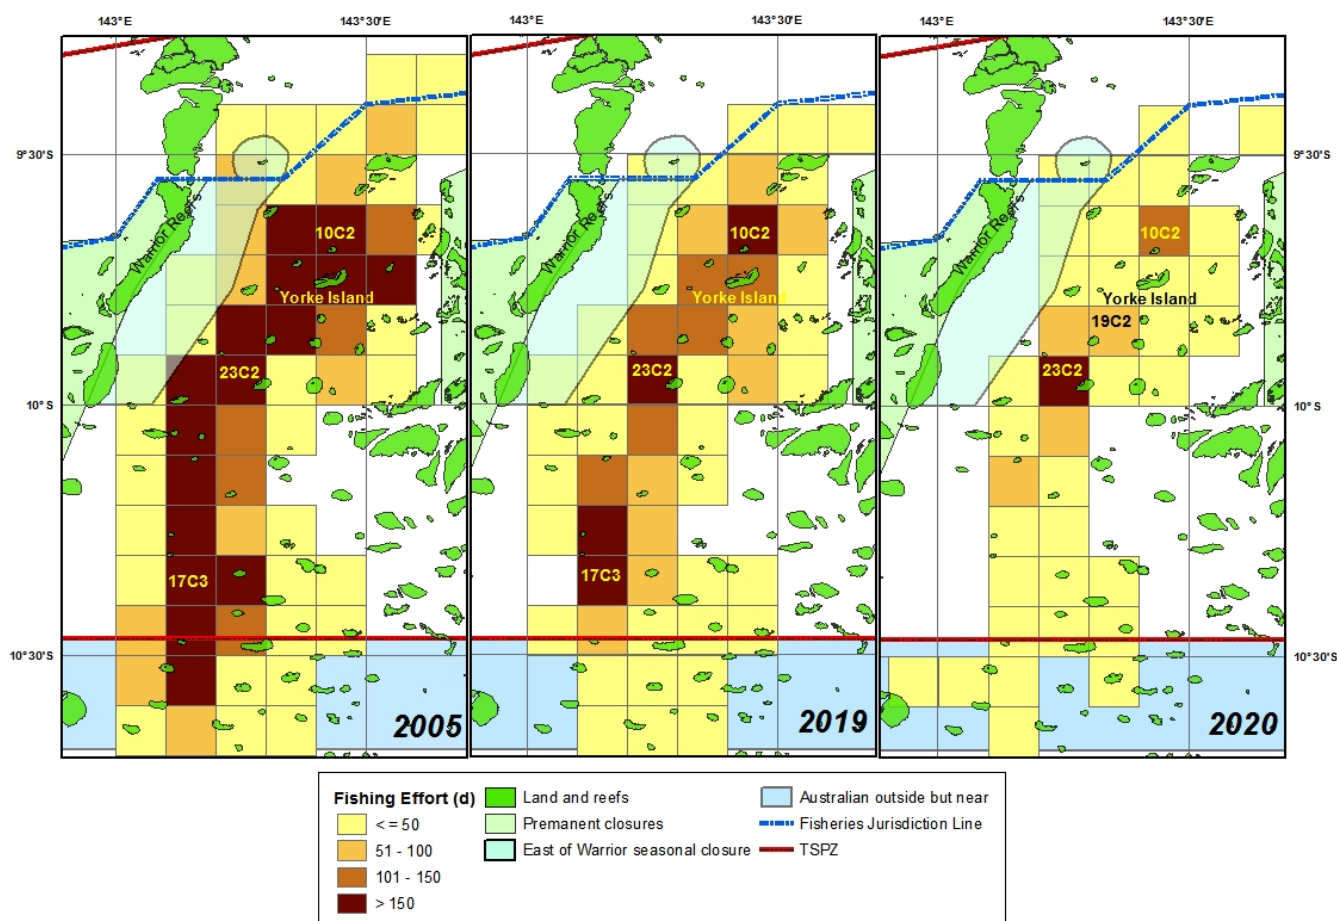 143°E 143°30'E 143°E 143°30'E 143°E 143°30'E
9°30'S 9°30'S
10°S 10°S
10°30'S 10°30'S
Warrior Reefs
10C2
Yorke Island
23C2
17C3
2005
Warrior Reefs
10C2
Yorke Island
23C2
17C3
2019
Warrior Reefs
10C2
Yorke Island
19C2
23C2
2020
Fishing Effort (d)
< = 50
51 - 100
101 - 150
> 150
Land and reefs
Premanent closures
East of Warrior seasonal closure
Australian outside but near
Fisheries Jurisdiction Line
TSPZ